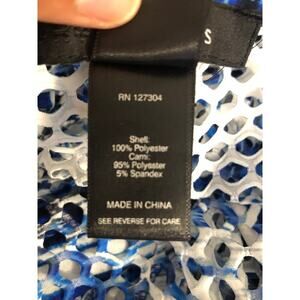 S
RN 127304
Shell:
100% Polyester
Cami:
95% Polyester
5% Spandex
MADE IN CHINA
SEE REVERSE FOR CARE